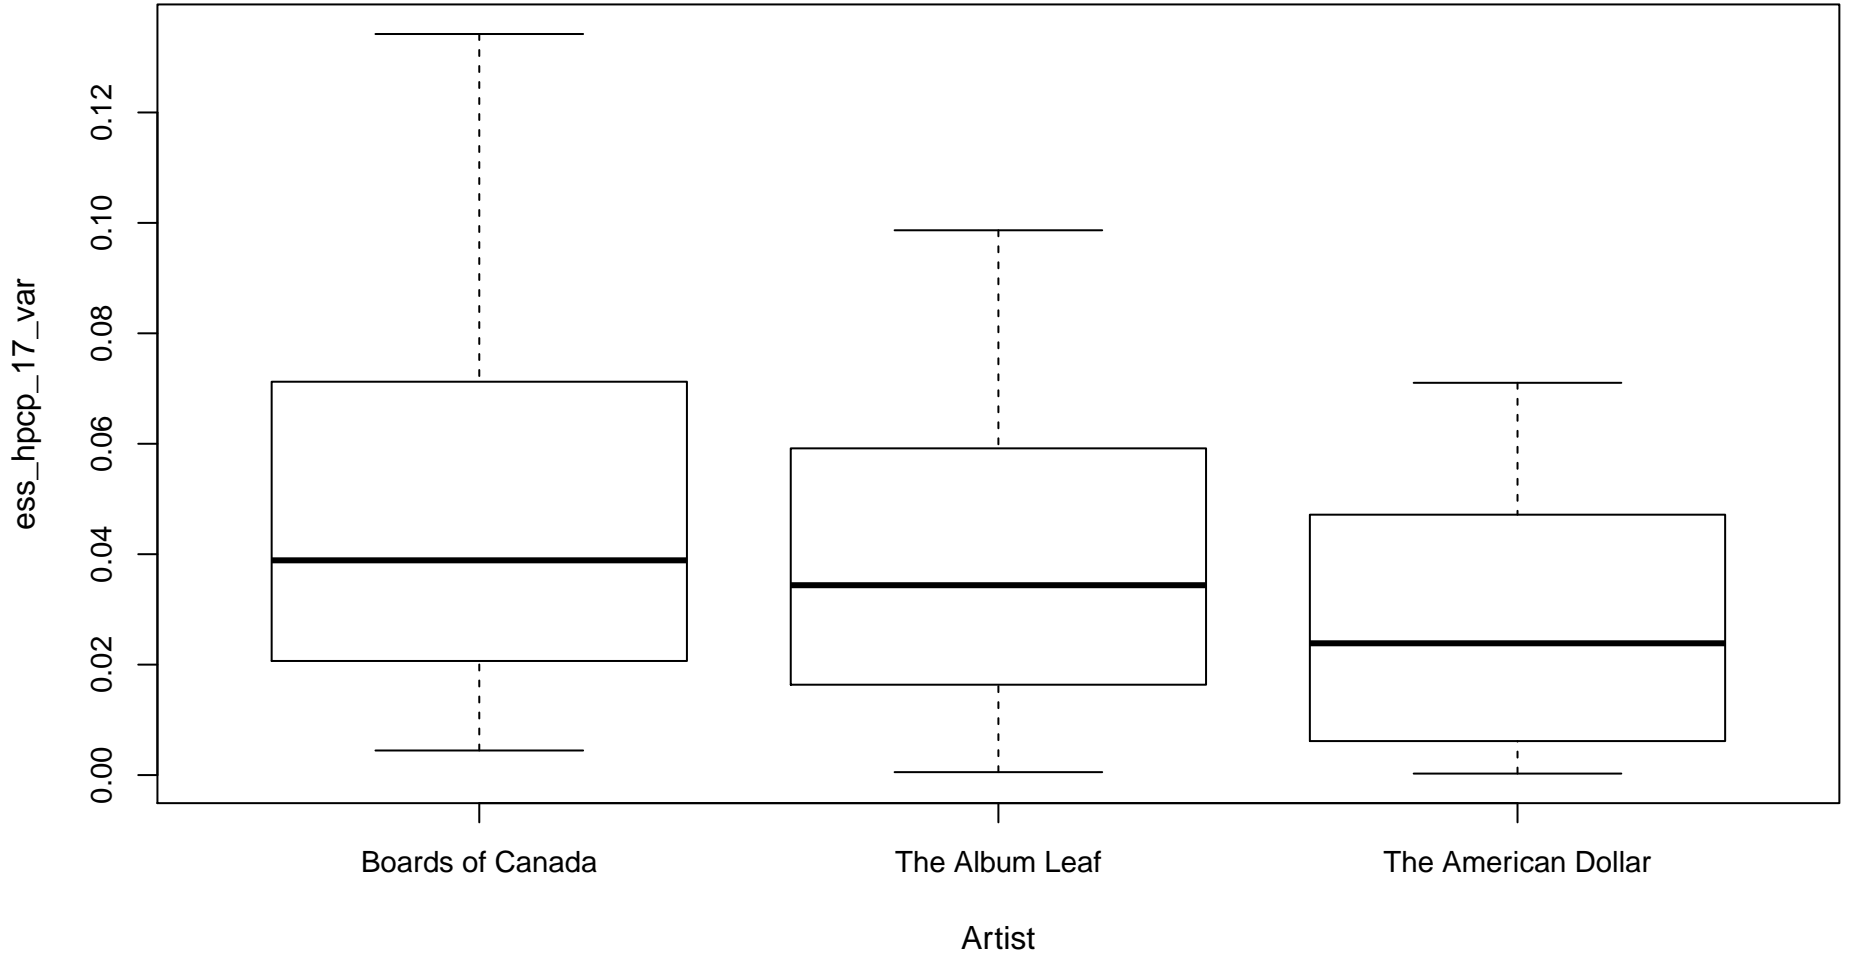 ess_hpcp_17_var
0.12
0.10
0.08
0.06
0.04
0.02
0.00
Boards of Canada
The Album Leaf
The American Dollar
Artist